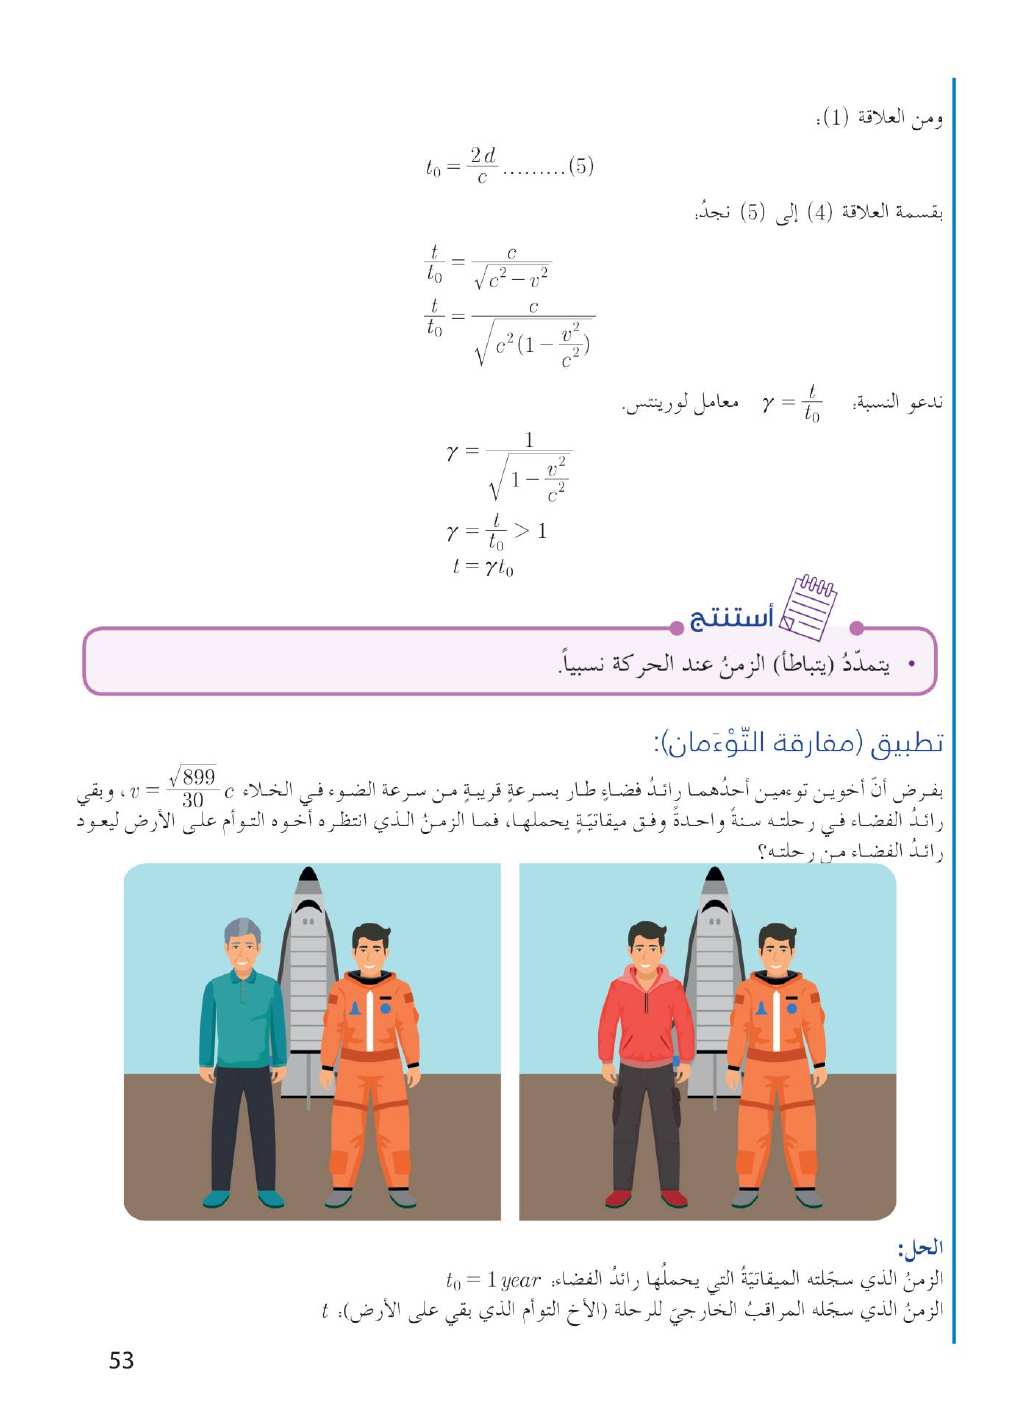 ومن العلاقة (1):
t₀ = 2d/c .........(5)
بقسمة العلاقة (4) إلى (5) نجدُ:
t/t₀ = c/√(c² − v²)
t/t₀ = c/√(c²(1 − v²/c²))
ندعو النسبة: γ = t/t₀ معامل لورينتس.
γ = 1/√(1 − v²/c²)
γ = t/t₀ > 1
t = γt₀
أستنتج
• يتمدّدُ (يتباطأ) الزمنُ عند الحركة نسبياً.
تطبيق (مفارقة التّوْءَمان):
بفرض أنّ أخوين توءمين أحدُهما رائدُ فضاءٍ طار بسرعةٍ قريبةٍ من سرعة الضوء في الخلاء v = √899/30 c، وبقي
رائدُ الفضاء في رحلته سنةً واحدةً وفق ميقاتيّةٍ يحملها، فما الزمنُ الذي انتظره أخوه التوأم على الأرض ليعود
رائدُ الفضاء من رحلته؟
الحل:
الزمنُ الذي سجّلته الميقاتيّةُ التي يحملُها رائدُ الفضاء: t₀ = 1 year
الزمنُ الذي سجّله المراقبُ الخارجيّ للرحلة (الأخ التوأم الذي بقي على الأرض): t
53